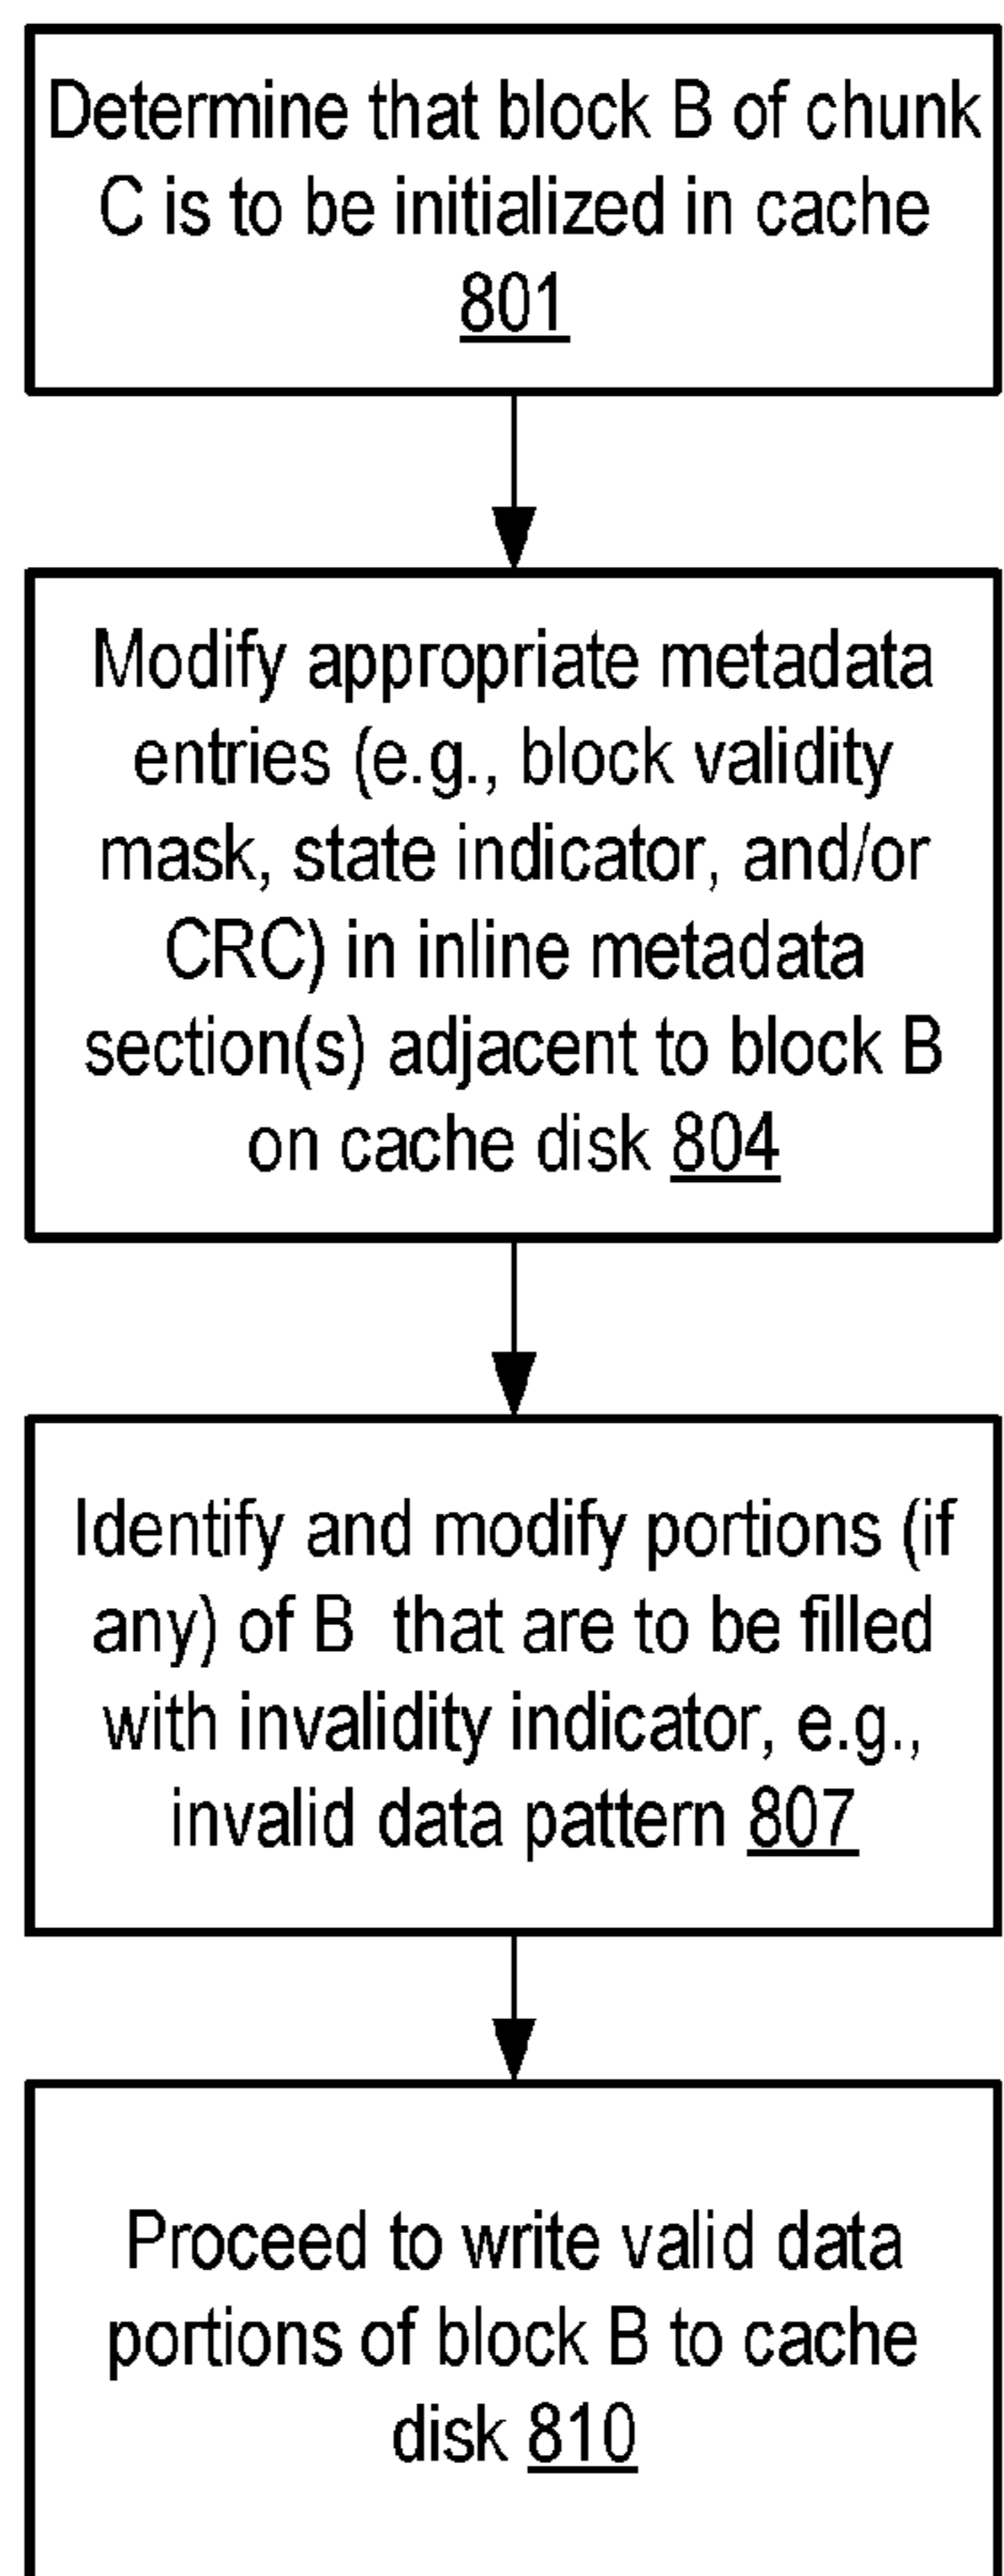 Determine that block B of chunk
C is to be initialized in cache
801
Modify appropriate metadata
entries (e.g., block validity
mask, state indicator, and/or
CRC) in inline metadata
section(s) adjacent to block B
on cache disk 804
Identify and modify portions (if
any) of B that are to be filled
with invalidity indicator, e.g.,
invalid data pattern 807
Proceed to write valid data
portions of block B to cache
disk 810